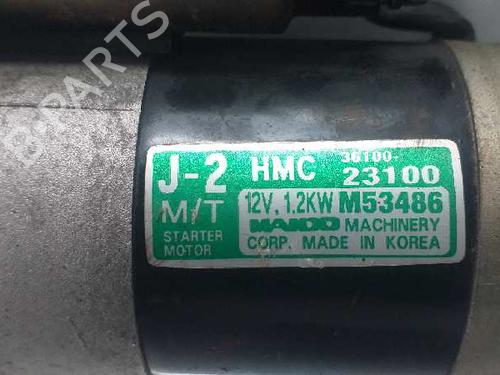 B-PARTS
J-2 HMC 36100-
23100
M/T 12V, 1.2KW M53486
STARTER MOTOR MANDO MACHINERY
CORP. MADE IN KOREA